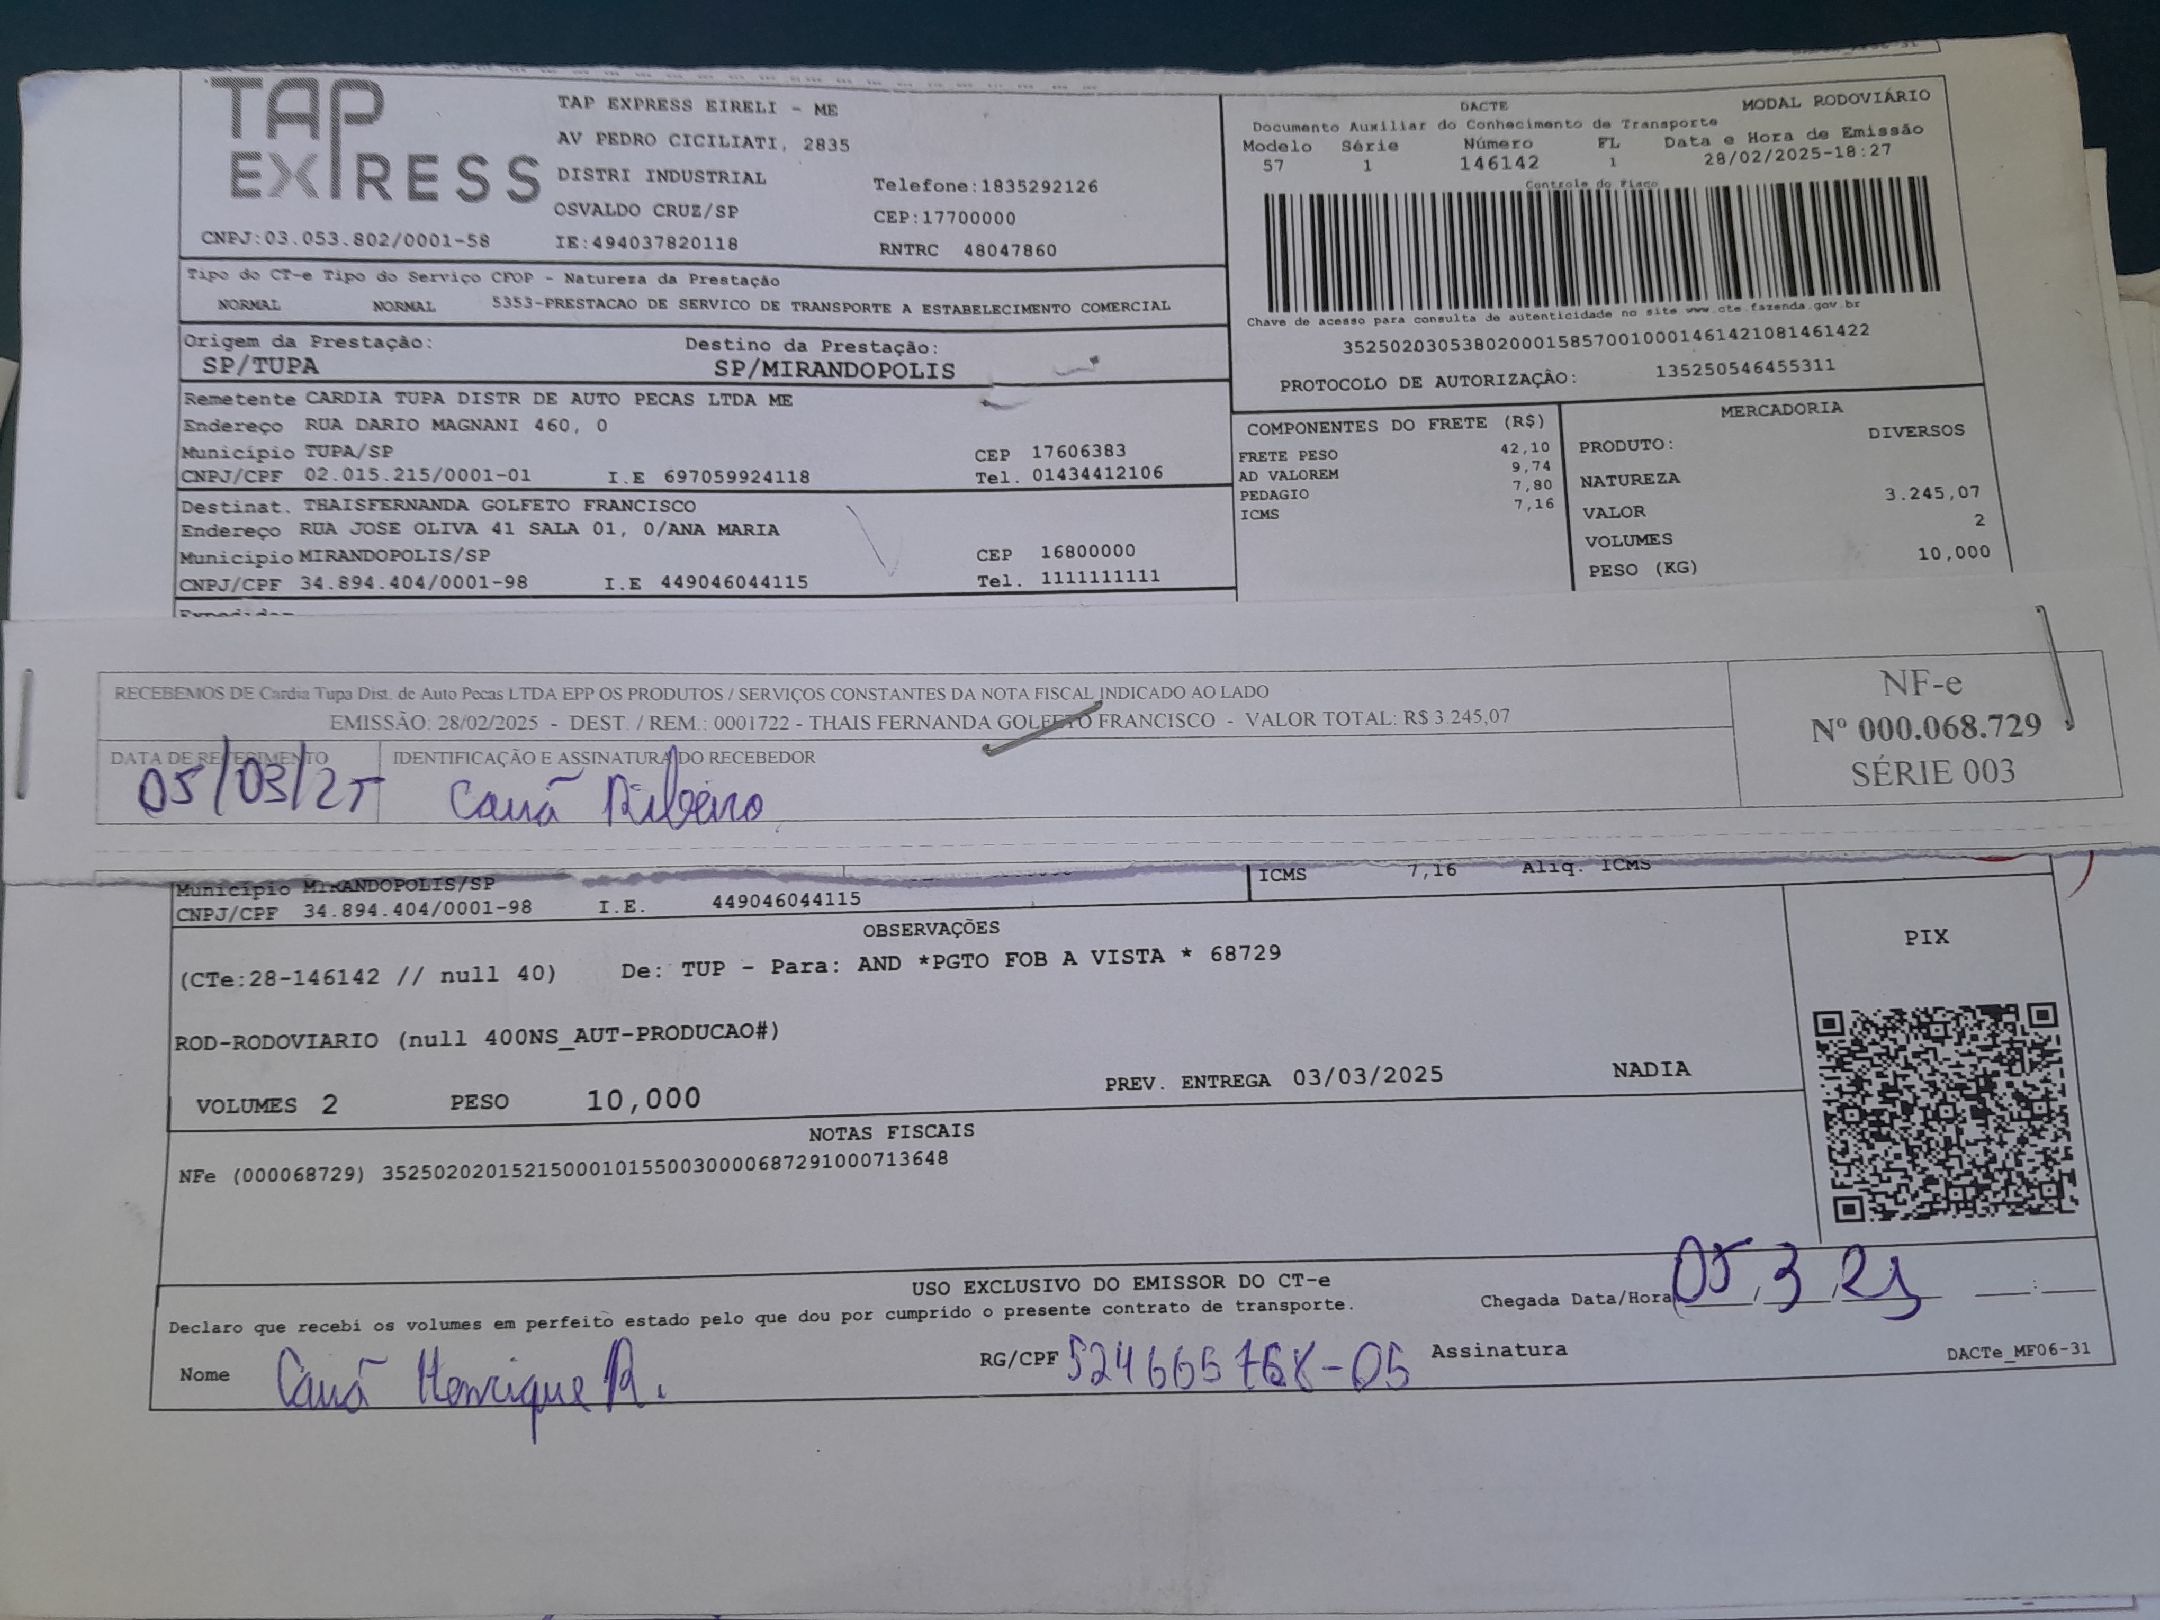 TAP
EXPRESS
CNPJ:03.053.802/0001-58
TAP EXPRESS EIRELI - ME
AV PEDRO CICILIATI, 2835
DISTRI INDUSTRIAL
OSVALDO CRUZ/SP
IE:494037820118
Telefone:1835292126
CEP:17700000
RNTRC 48047860
DACTE
MODAL RODOVIÁRIO
Documento Auxiliar do Conhecimento de Transporte
Modelo Série Número FL Data e Hora de Emissão
57 1 146142 1 28/02/2025-18:27
Controle do Fisco
Chave de acesso para consulta de autenticidade no site www.cte.fazenda.gov.br
35250203053802000158570010001461421081461422
PROTOCOLO DE AUTORIZAÇÃO: 135250546455311
Tipo do CT-e Tipo do Serviço CFOP - Natureza da Prestação
NORMAL NORMAL 5353-PRESTACAO DE SERVICO DE TRANSPORTE A ESTABELECIMENTO COMERCIAL
Origem da Prestação: Destino da Prestação:
SP/TUPA SP/MIRANDOPOLIS
Remetente CARDIA TUPA DISTR DE AUTO PECAS LTDA ME
Endereço RUA DARIO MAGNANI 460, 0
Município TUPA/SP CEP 17606383
CNPJ/CPF 02.015.215/0001-01 I.E 697059924118 Tel. 01434412106
Destinat. THAISFERNANDA GOLFETO FRANCISCO
Endereço RUA JOSE OLIVA 41 SALA 01, 0/ANA MARIA
Município MIRANDOPOLIS/SP CEP 16800000
CNPJ/CPF 34.894.404/0001-98 I.E 449046044115 Tel. 1111111111
COMPONENTES DO FRETE (R$)
FRETE PESO 42,10
AD VALOREM 9,74
PEDAGIO 7,80
ICMS 7,16
MERCADORIA
PRODUTO: DIVERSOS
NATUREZA
VALOR 3.245,07
VOLUMES 2
PESO (KG) 10,000
RECEBEMOS DE Cardia Tupa Dist. de Auto Pecas LTDA EPP OS PRODUTOS / SERVIÇOS CONSTANTES DA NOTA FISCAL INDICADO AO LADO
EMISSÃO: 28/02/2025 - DEST. / REM.: 0001722 - THAIS FERNANDA GOLFETO FRANCISCO - VALOR TOTAL: R$ 3.245,07
DATA DE RECEBIMENTO IDENTIFICAÇÃO E ASSINATURA DO RECEBEDOR
05/03/25 Cauã Ribeiro
NF-e
Nº 000.068.729
SÉRIE 003
Município MIRANDOPOLIS/SP
CNPJ/CPF 34.894.404/0001-98 I.E. 449046044115
ICMS 7,16 Aliq. ICMS
OBSERVAÇÕES
(CTe:28-146142 // null 40) De: TUP - Para: AND *PGTO FOB A VISTA * 68729
ROD-RODOVIARIO (null 400NS_AUT-PRODUCAO#)
VOLUMES 2 PESO 10,000 PREV. ENTREGA 03/03/2025 NADIA
PIX
NOTAS FISCAIS
NFe (000068729) 35250202015215000101550030000687291000713648
USO EXCLUSIVO DO EMISSOR DO CT-e
Declaro que recebi os volumes em perfeito estado pelo que dou por cumprido o presente contrato de transporte.
Chegada Data/Hora 05/3/25 :
Nome Cauã Henrique R. RG/CPF Assinatura
DACTe_MF06-31